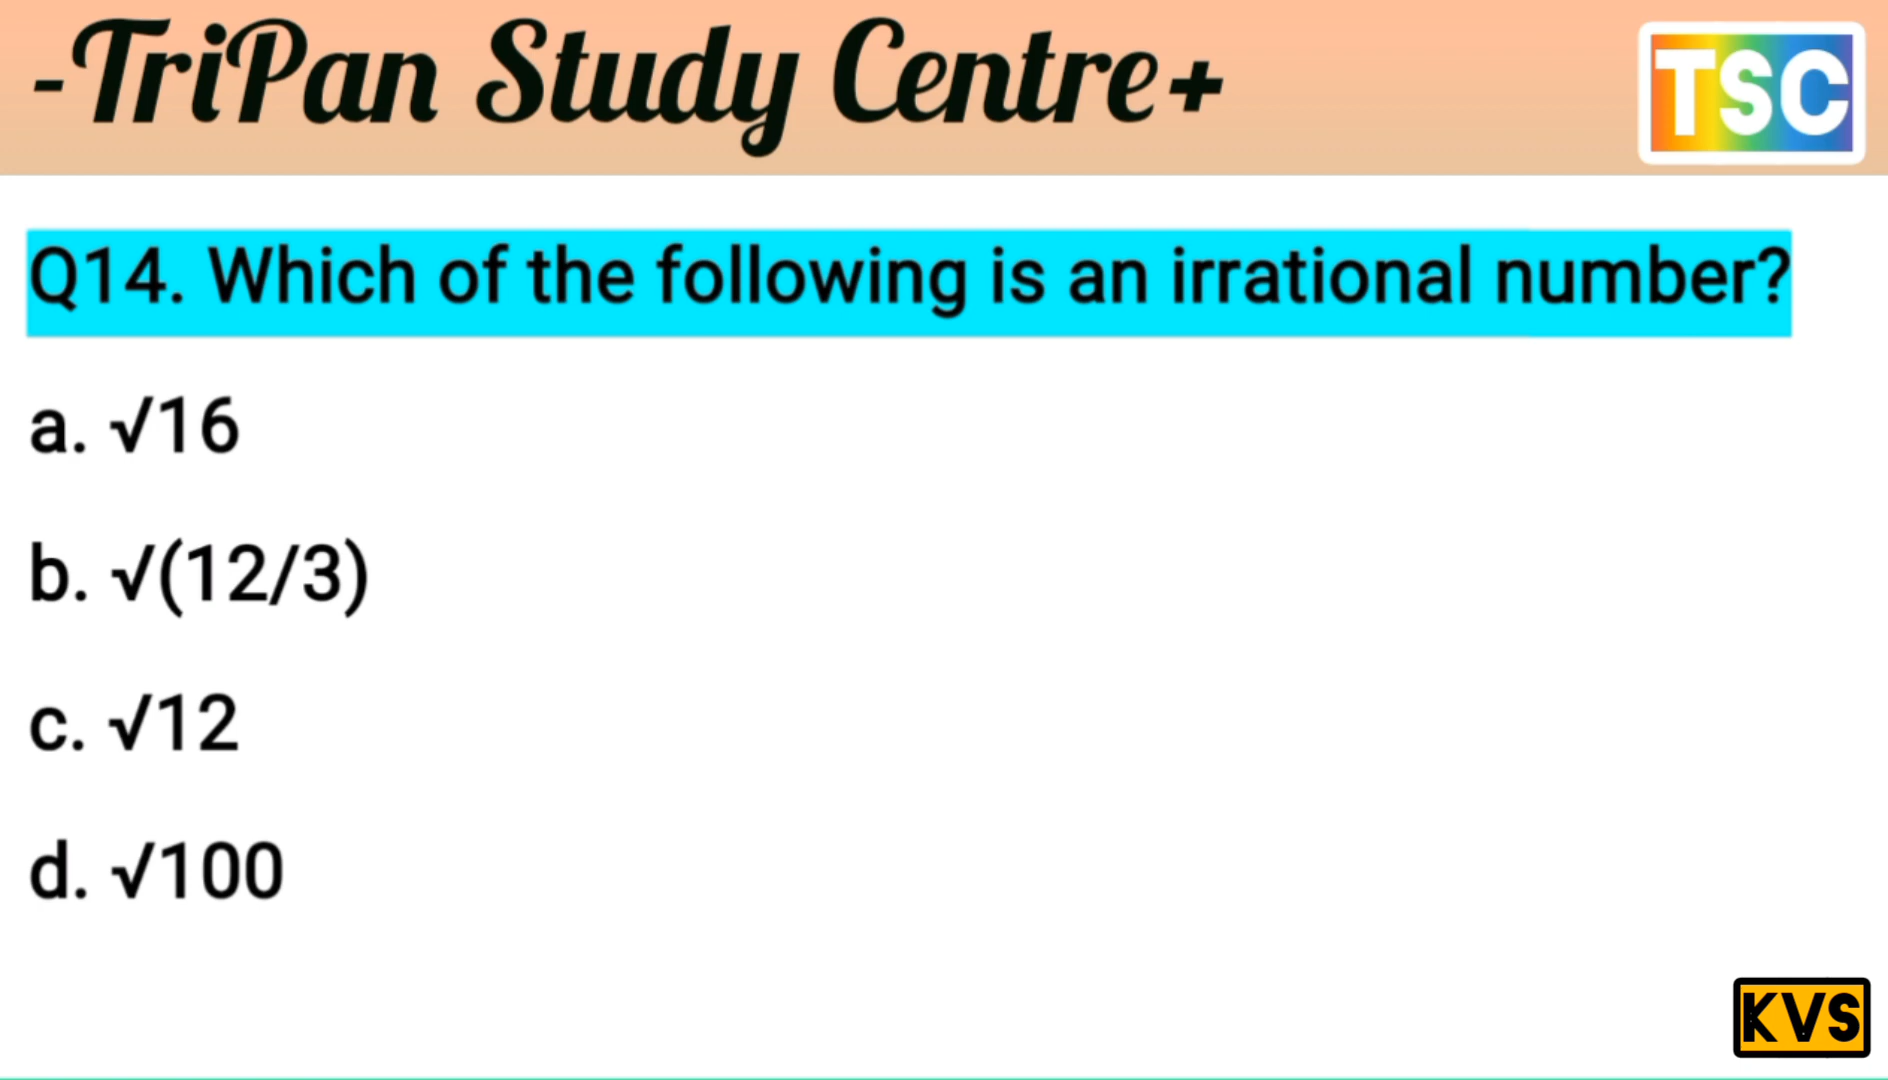 -TriPan Study Centre+
TSC
Q14. Which of the following is an irrational number?
a. √16
b. √(12/3)
c. √12
d. √100
KVS